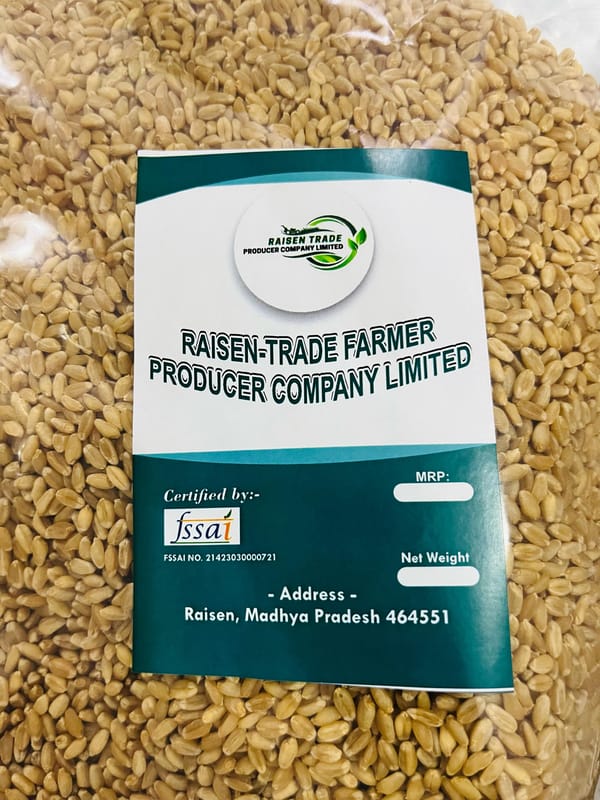 RAISEN TRADE
PRODUCER COMPANY LIMITED
RAISEN-TRADE FARMER
PRODUCER COMPANY LIMITED
Certified by:-
fssai
FSSAI NO. 21423030000721
MRP:
Net Weight
- Address -
Raisen, Madhya Pradesh 464551